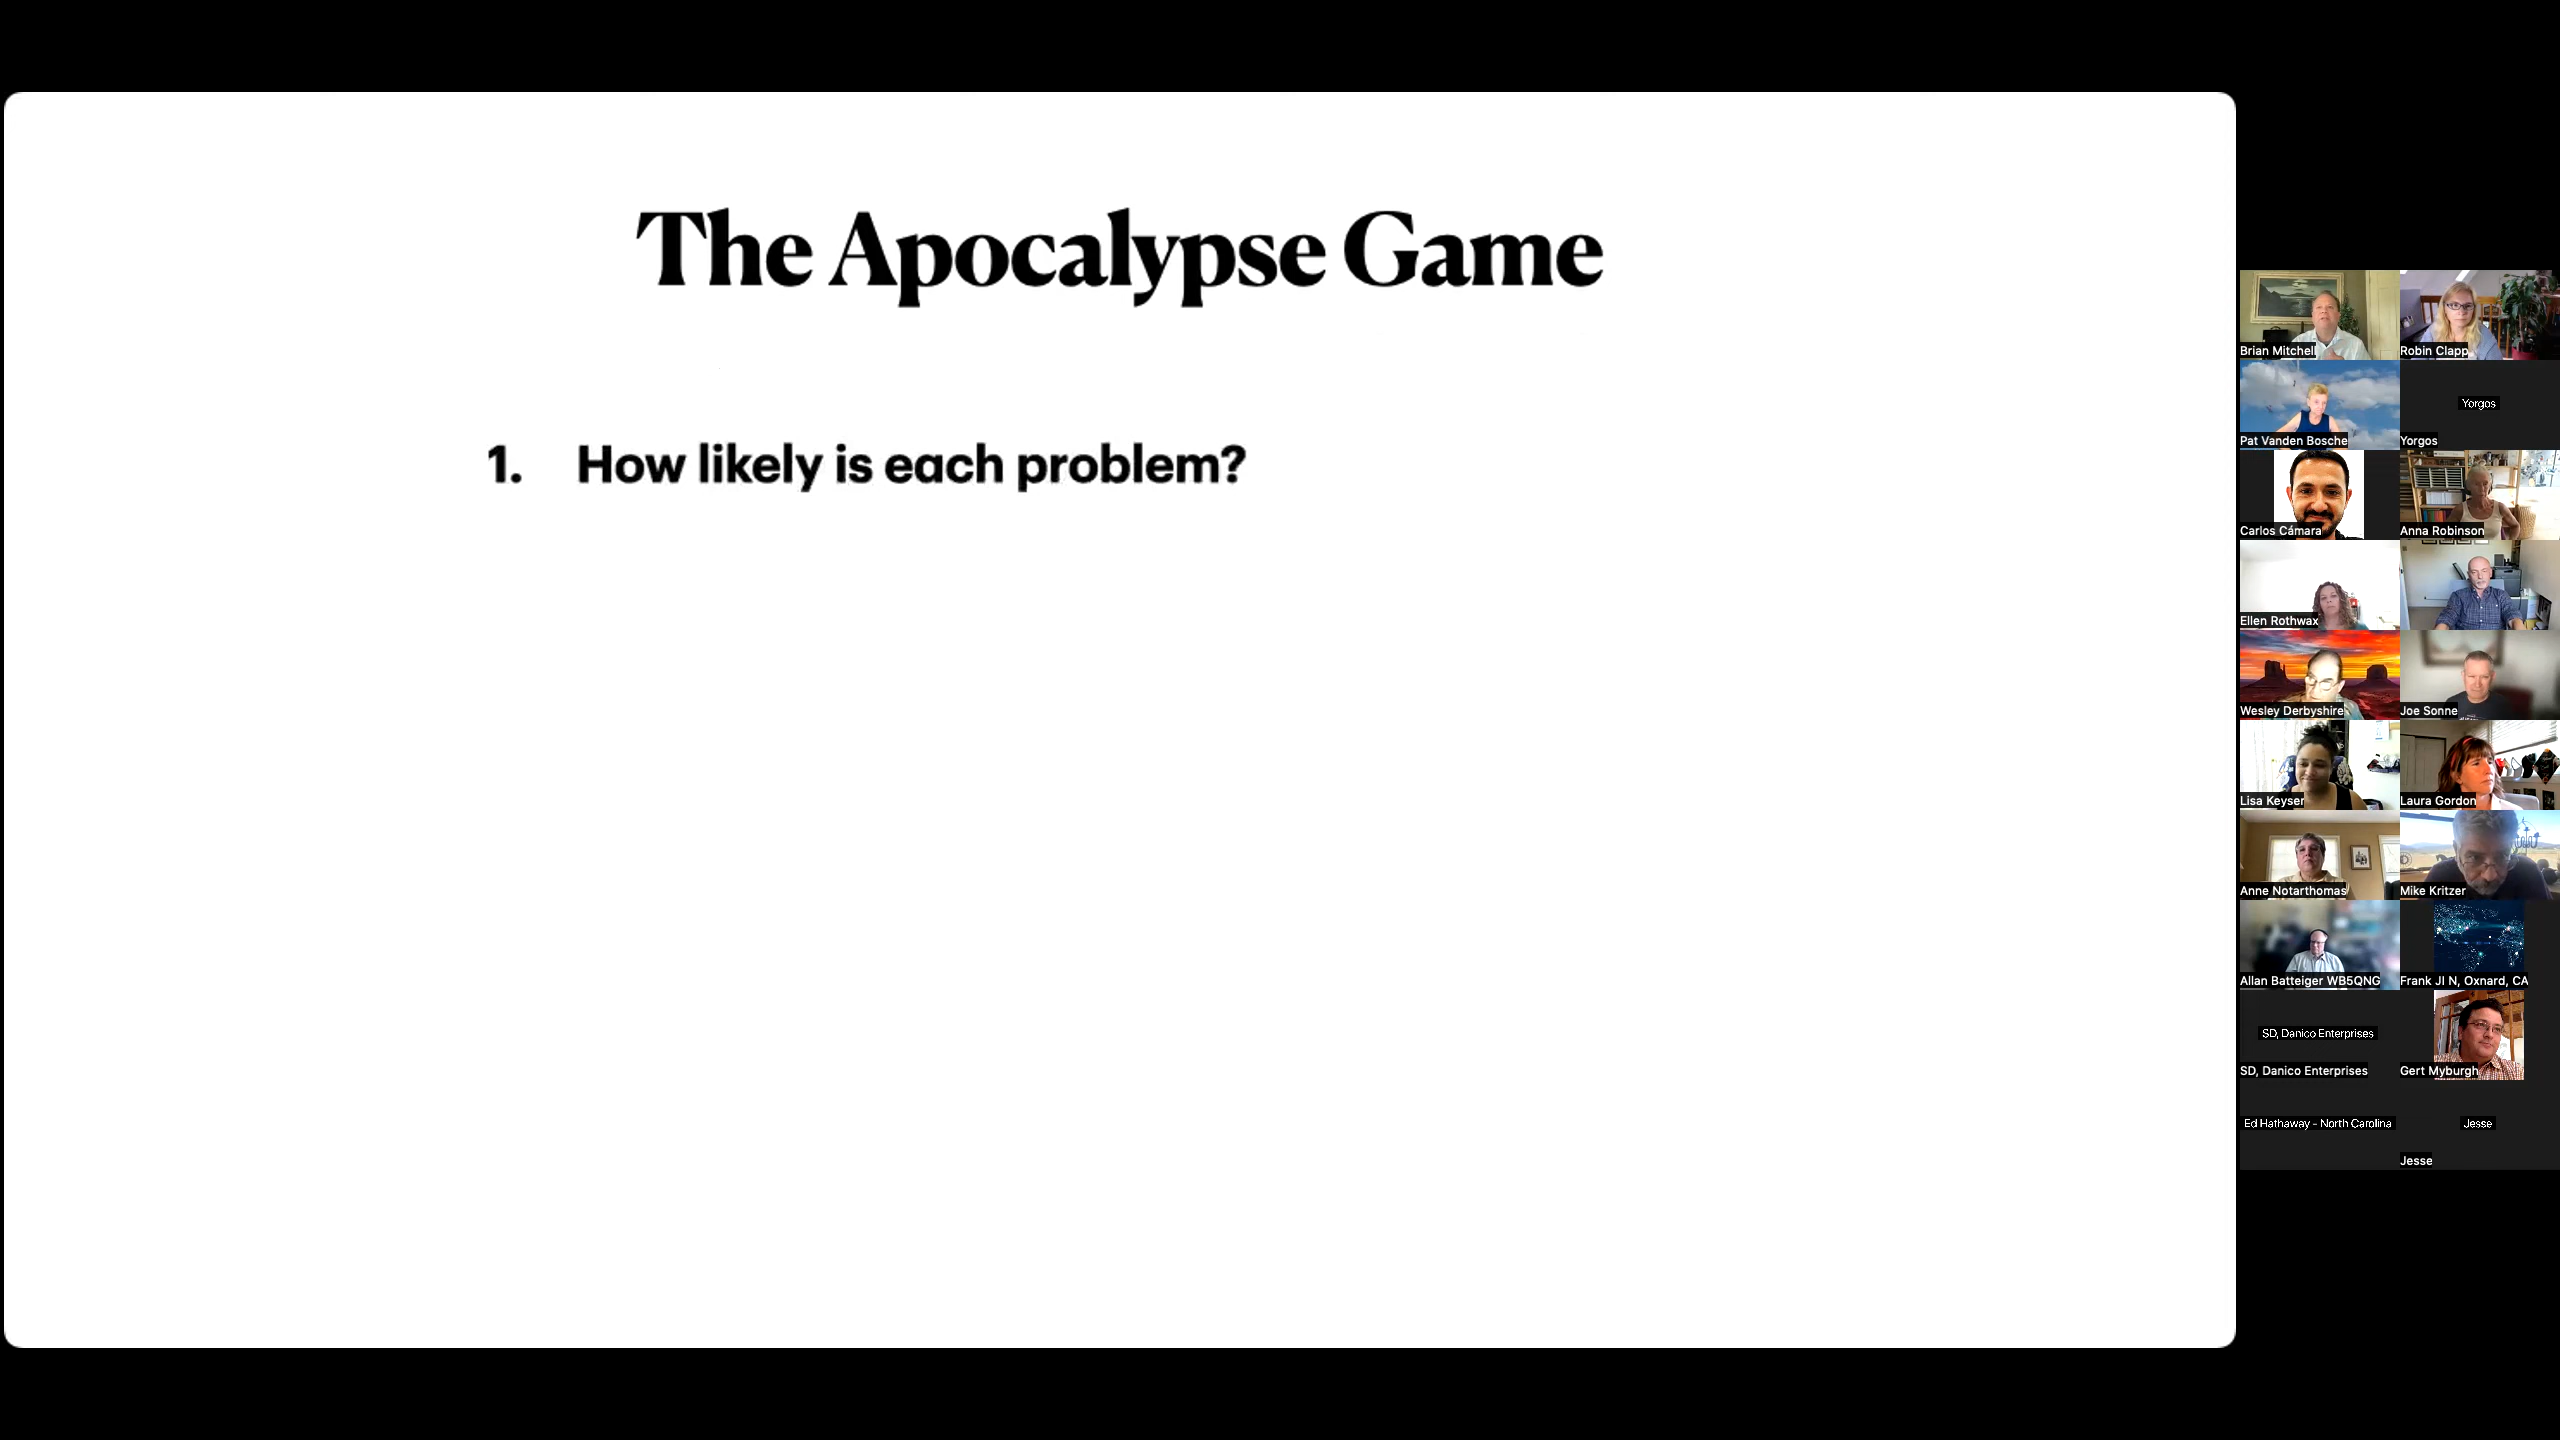 The Apocalypse Game
1. How likely is each problem?
Brian Mitchell
Robin Clapp
Pat Vanden Bosche
Yorgos
Yorgos
Carlos Cámara
Anna Robinson
Ellen Rothwax
Wesley Derbyshire
Joe Sonne
Lisa Keyser
Laura Gordon
Anne Notarthomas
Mike Kritzer
Allan Batteiger WB5QNG
Frank JI N, Oxnard, CA
SD, Danico Enterprises
SD, Danico Enterprises
Gert Myburgh
Ed Hathaway - North Carolina
Jesse
Jesse